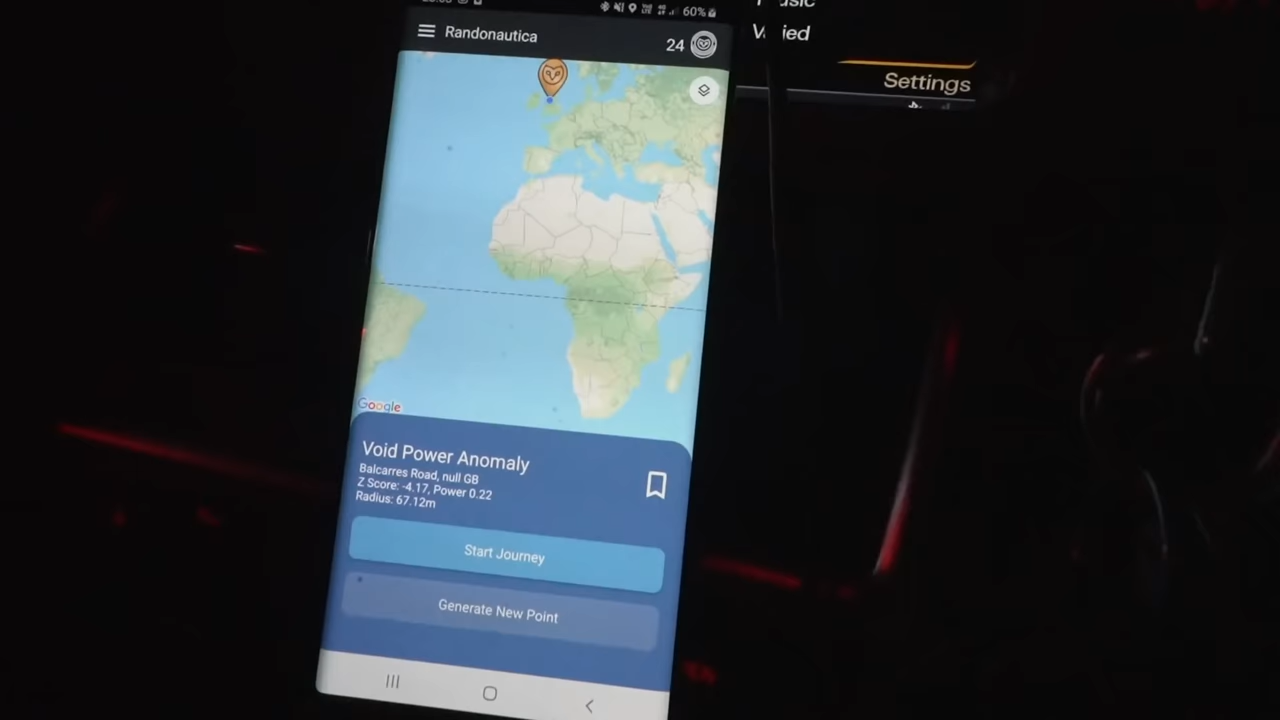 60%
Randonautica
24
Settings
Google
Void Power Anomaly
Balcarres Road, null GB
Z Score: -4.17, Power 0.22
Radius: 67.12m
Start Journey
Generate New Point